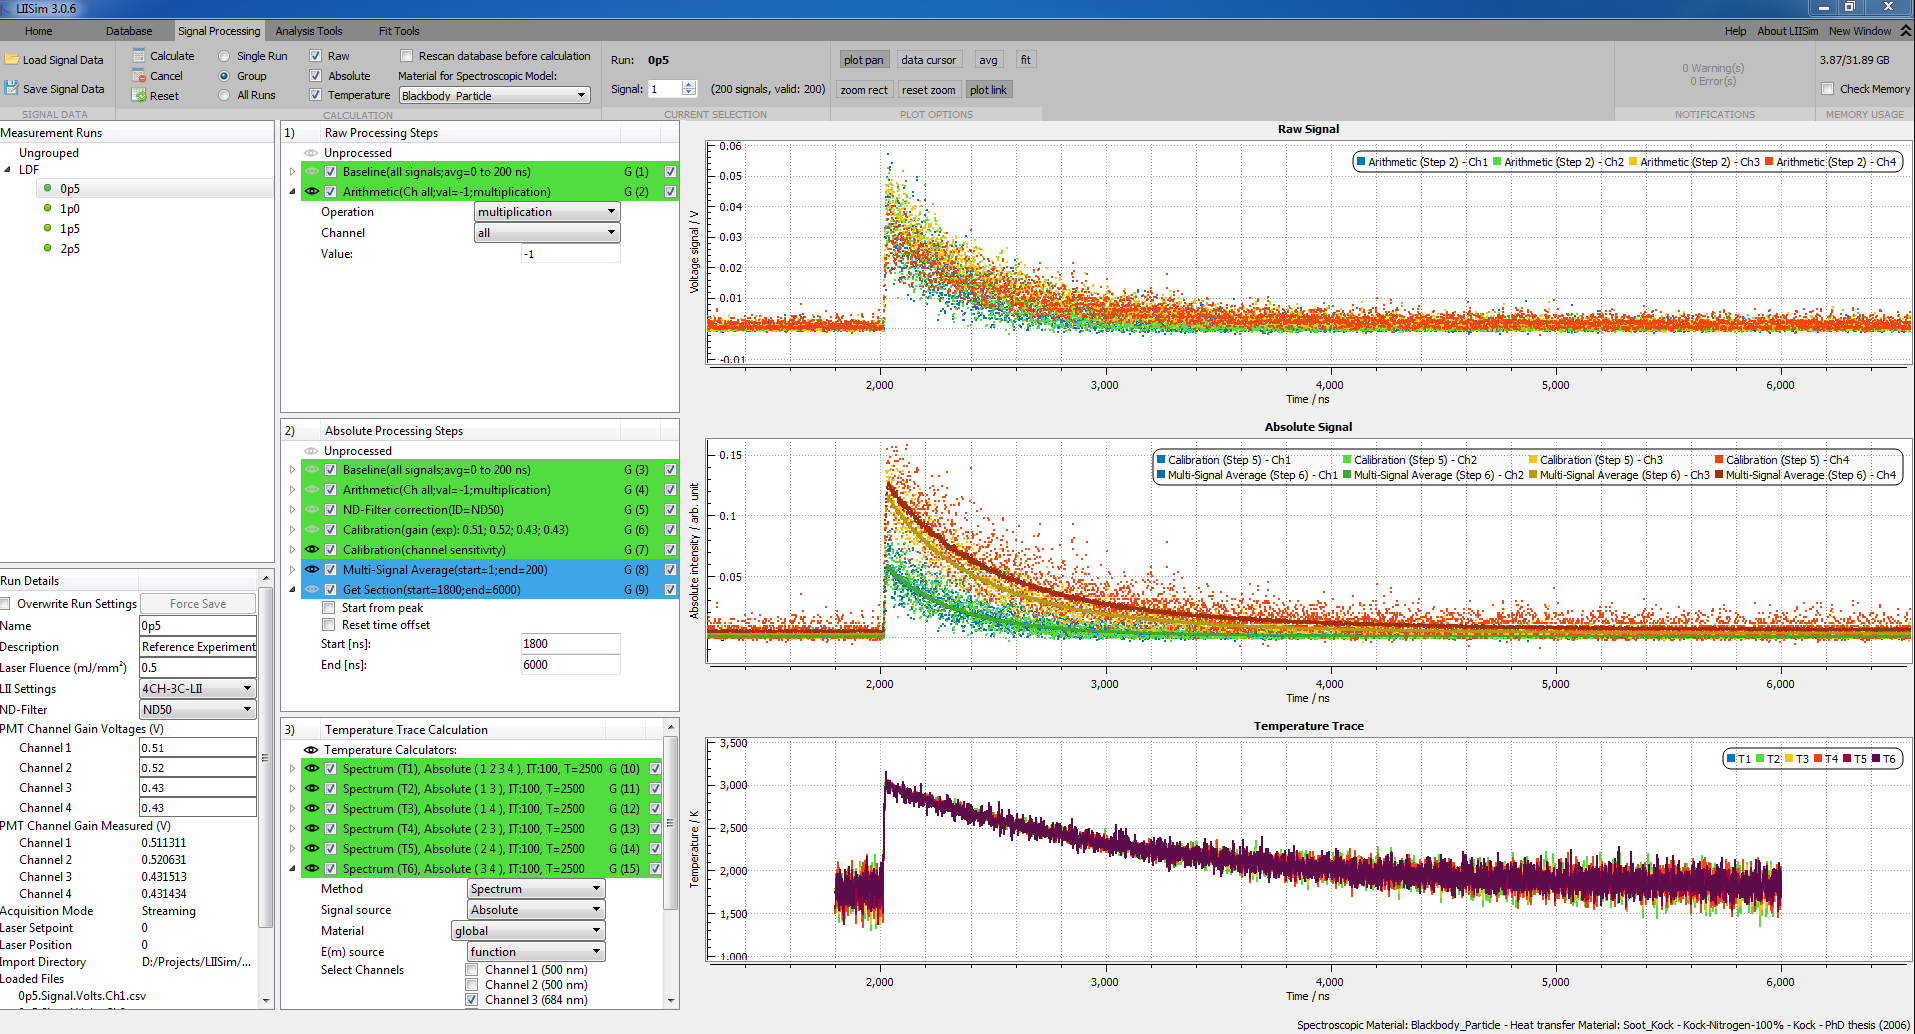 LIISim 3.0.6
Home Database Signal Processing Analysis Tools Fit Tools Help About LIISim New Window
Load Signal Data
Save Signal Data
SIGNAL DATA
Calculate Single Run Raw Rescan database before calculation
Cancel Group Absolute Material for Spectroscopic Model:
Reset All Runs Temperature Blackbody_Particle
CALCULATION
Run: 0p5
Signal: 1 (200 signals, valid: 200)
CURRENT SELECTION
plot pan data cursor avg fit
zoom rect reset zoom plot link
PLOT OPTIONS
0 Warning(s)
0 Error(s)
NOTIFICATIONS
3.87/31.89 GB
Check Memory
MEMORY USAGE
Measurement Runs
Ungrouped
LDF
0p5
1p0
1p5
2p5
Run Details
Overwrite Run Settings Force Save
Name 0p5
Description Reference Experiment
Laser Fluence (mJ/mm²) 0.5
LII Settings 4CH-3C-LII
ND-Filter ND50
PMT Channel Gain Voltages (V)
Channel 1 0.51
Channel 2 0.52
Channel 3 0.43
Channel 4 0.43
PMT Channel Gain Measured (V)
Channel 1 0.511311
Channel 2 0.520631
Channel 3 0.431513
Channel 4 0.431434
Acquisition Mode Streaming
Laser Setpoint 0
Laser Position 0
Import Directory D:/Projects/LIISim/...
Loaded Files
0p5.Signal.Volts.Ch1.csv
1) Raw Processing Steps
Unprocessed
Baseline(all signals;avg=0 to 200 ns) G (1)
Arithmetic(Ch all;val=-1;multiplication) G (2)
Operation multiplication
Channel all
Value: -1
2) Absolute Processing Steps
Unprocessed
Baseline(all signals;avg=0 to 200 ns) G (3)
Arithmetic(Ch all;val=-1;multiplication) G (4)
ND-Filter correction(ID=ND50) G (5)
Calibration(gain (exp): 0.51; 0.52; 0.43; 0.43) G (6)
Calibration(channel sensitivity) G (7)
Multi-Signal Average(start=1;end=200) G (8)
Get Section(start=1800;end=6000) G (9)
Start from peak
Reset time offset
Start [ns]: 1800
End [ns]: 6000
3) Temperature Trace Calculation
Temperature Calculators:
Spectrum (T1), Absolute ( 1 2 3 4 ), IT:100, T=2500 G (10)
Spectrum (T2), Absolute ( 1 3 ), IT:100, T=2500 G (11)
Spectrum (T3), Absolute ( 1 4 ), IT:100, T=2500 G (12)
Spectrum (T4), Absolute ( 2 3 ), IT:100, T=2500 G (13)
Spectrum (T5), Absolute ( 2 4 ), IT:100, T=2500 G (14)
Spectrum (T6), Absolute ( 3 4 ), IT:100, T=2500 G (15)
Method Spectrum
Signal source Absolute
Material global
E(m) source function
Select Channels Channel 1 (500 nm)
Channel 2 (500 nm)
Channel 3 (684 nm)
Raw Signal
Arithmetic (Step 2) - Ch1 Arithmetic (Step 2) - Ch2 Arithmetic (Step 2) - Ch3 Arithmetic (Step 2) - Ch4
Voltage signal / V
0.06
0.05
0.04
0.03
0.02
0.01
0
-0.01
2,000 3,000 4,000 5,000 6,000
Time / ns
Absolute Signal
Calibration (Step 5) - Ch1 Calibration (Step 5) - Ch2 Calibration (Step 5) - Ch3 Calibration (Step 5) - Ch4
Multi-Signal Average (Step 6) - Ch1 Multi-Signal Average (Step 6) - Ch2 Multi-Signal Average (Step 6) - Ch3 Multi-Signal Average (Step 6) - Ch4
Absolute intensity / arb. unit
0.15
0.1
0.05
0
2,000 3,000 4,000 5,000 6,000
Time / ns
Temperature Trace
T1 T2 T3 T4 T5 T6
Temperature / K
3,500
3,000
2,500
2,000
1,500
1,000
2,000 3,000 4,000 5,000 6,000
Time / ns
Spectroscopic Material: Blackbody_Particle - Heat transfer Material: Soot_Kock - Kock-Nitrogen-100% - Kock - PhD thesis (2006)